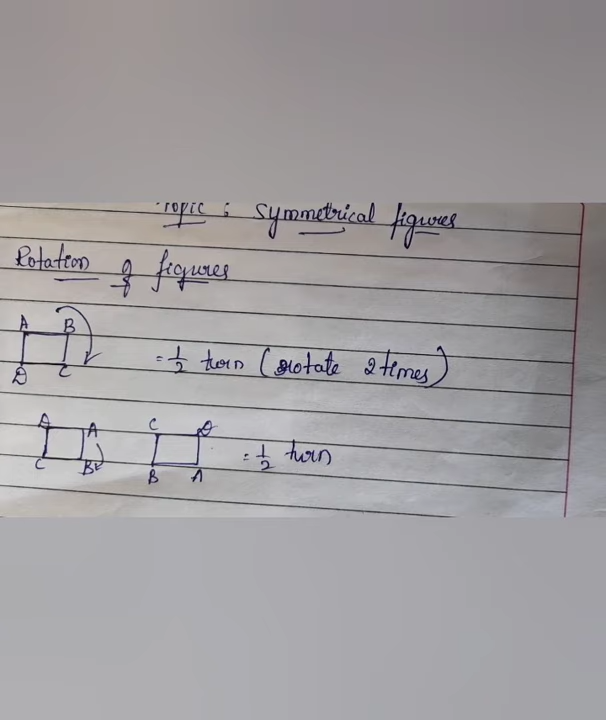 Topic : Symmetrical figures
Rotation of figures
A B
= 1/2 turn (rotate 2 times)
D C
D A C D
= 1/2 turn
C B B A